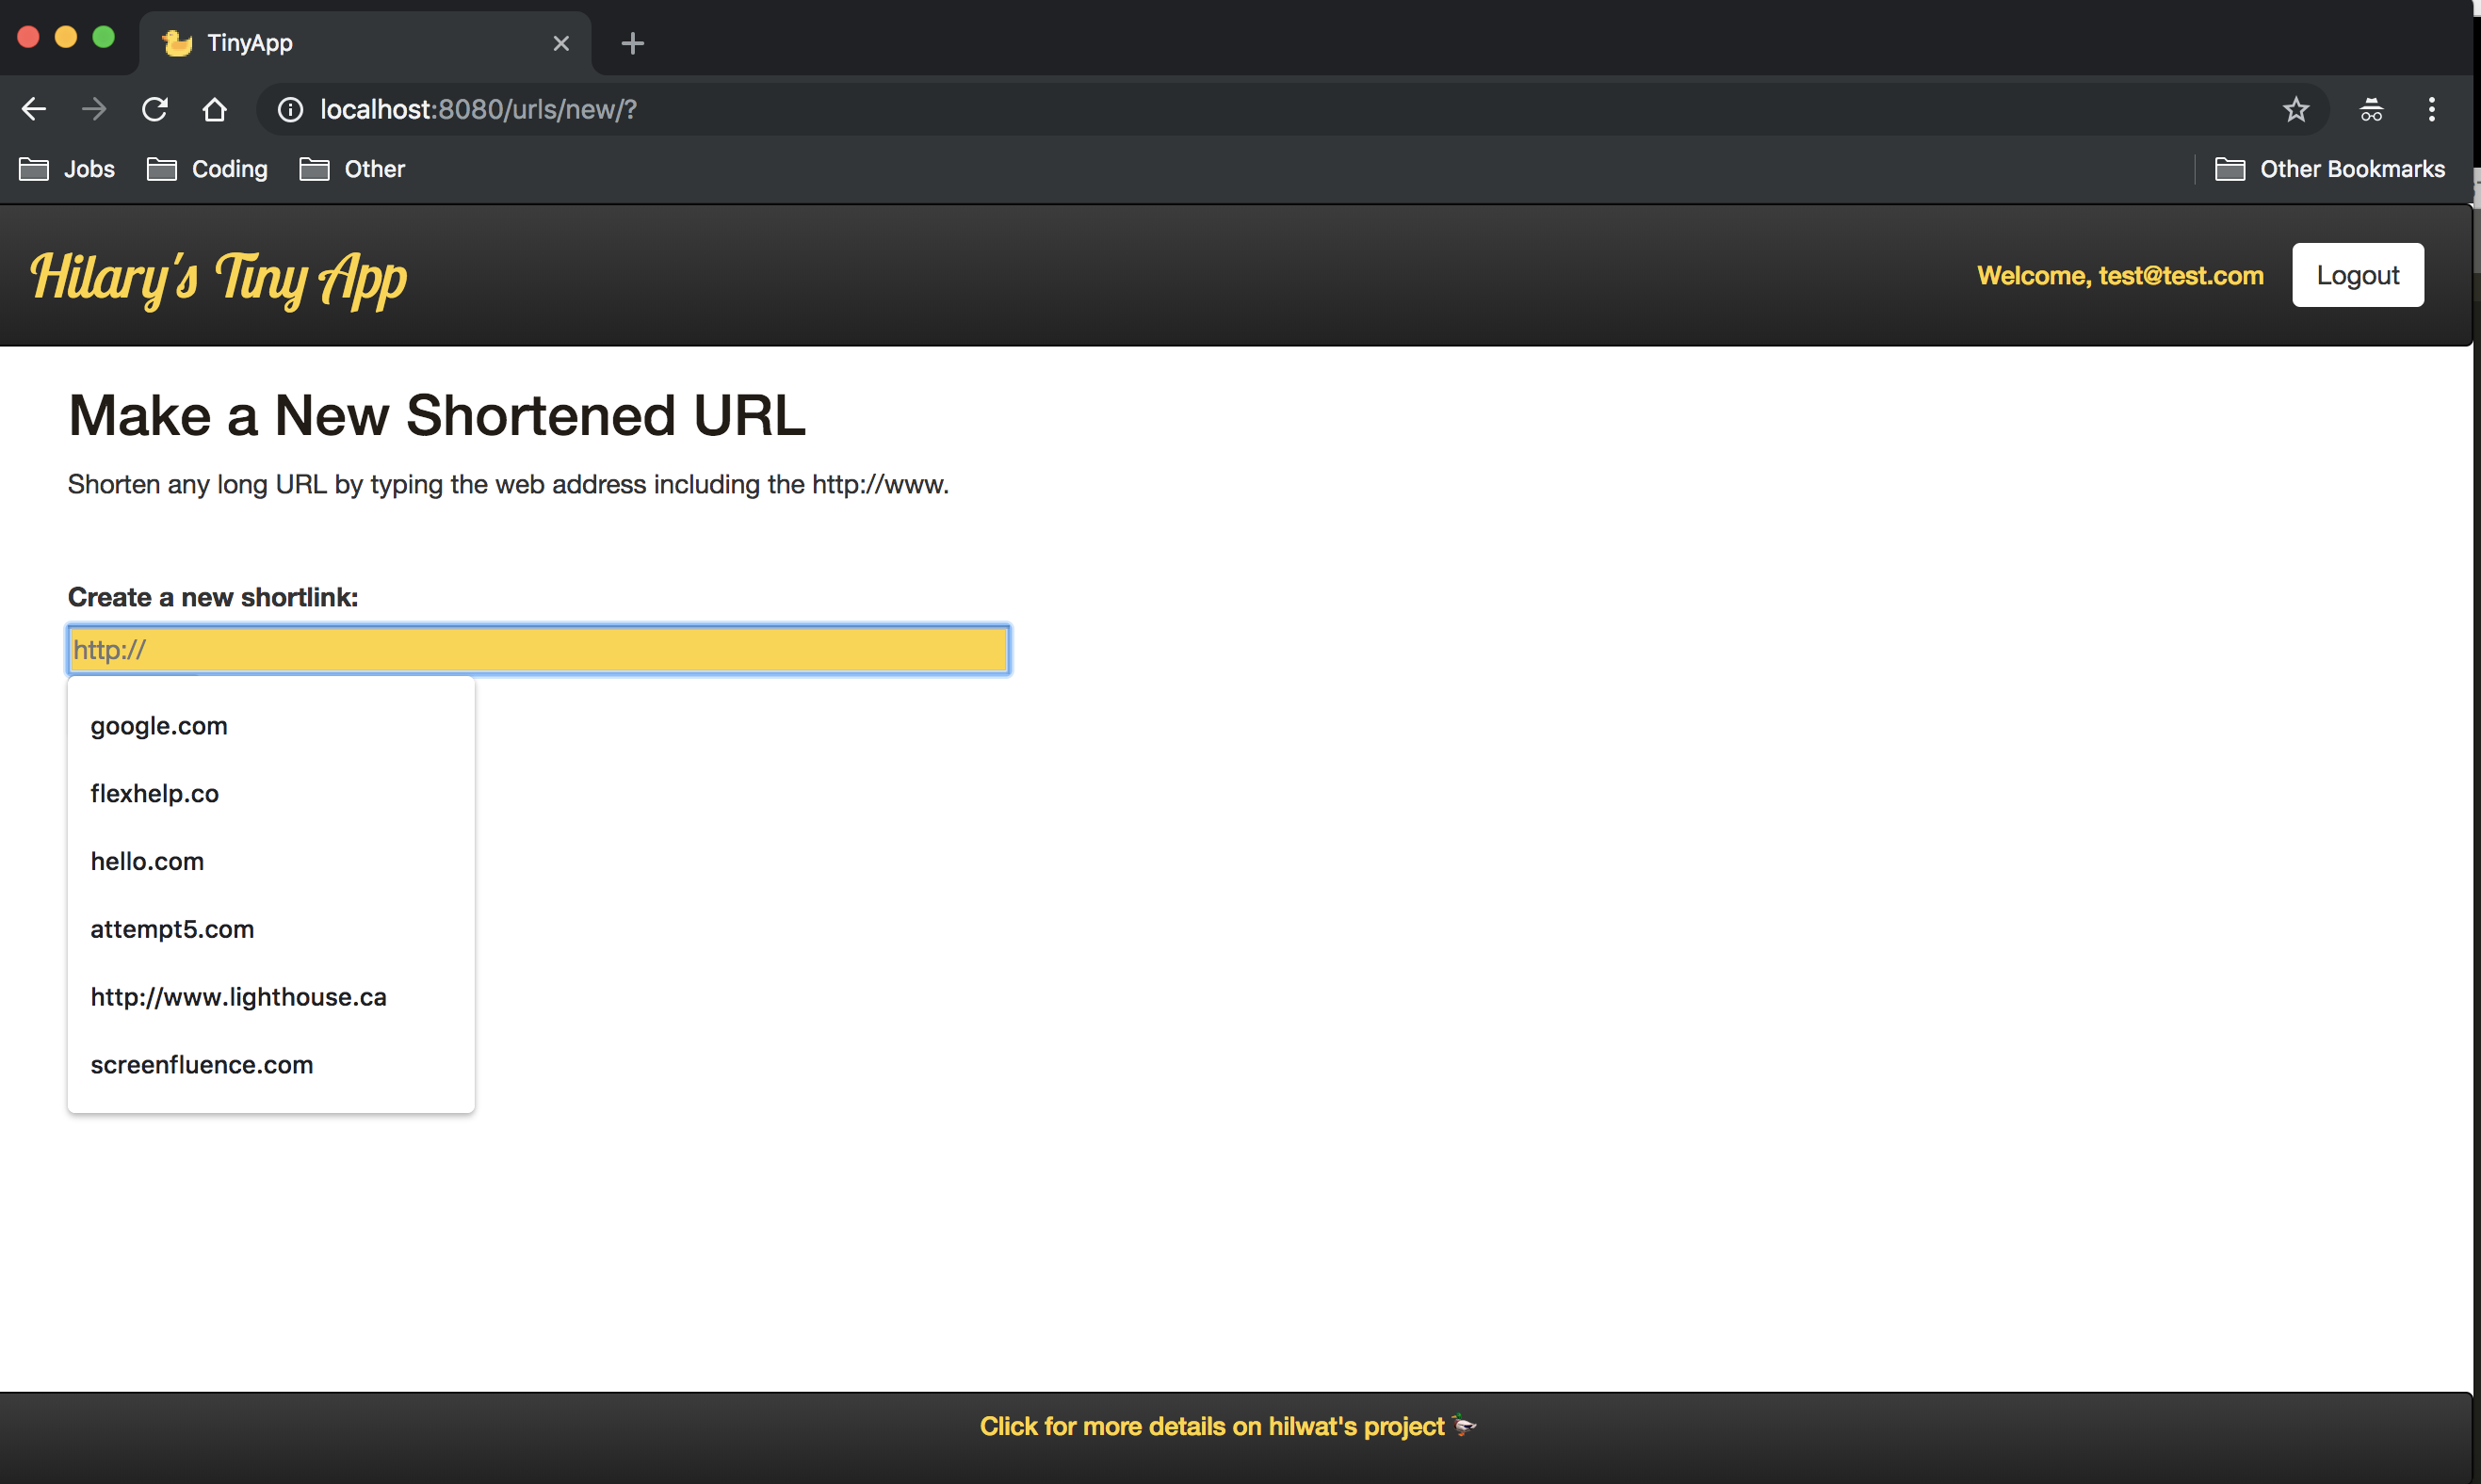 TinyApp
localhost:8080/urls/new/?
Jobs Coding Other Other Bookmarks
Hilary's Tiny App
Welcome, test@test.com Logout
Make a New Shortened URL
Shorten any long URL by typing the web address including the http://www.
Create a new shortlink:
http://
google.com
flexhelp.co
hello.com
attempt5.com
http://www.lighthouse.ca
screenfluence.com
Click for more details on hilwat's project 🦆